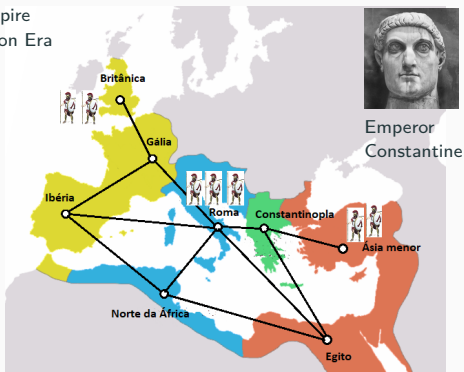 pire
on Era
Britânica
Gália
Emperor
Constantine
Ibéria
Roma
Constantinopla
Ásia menor
Norte da África
Egito